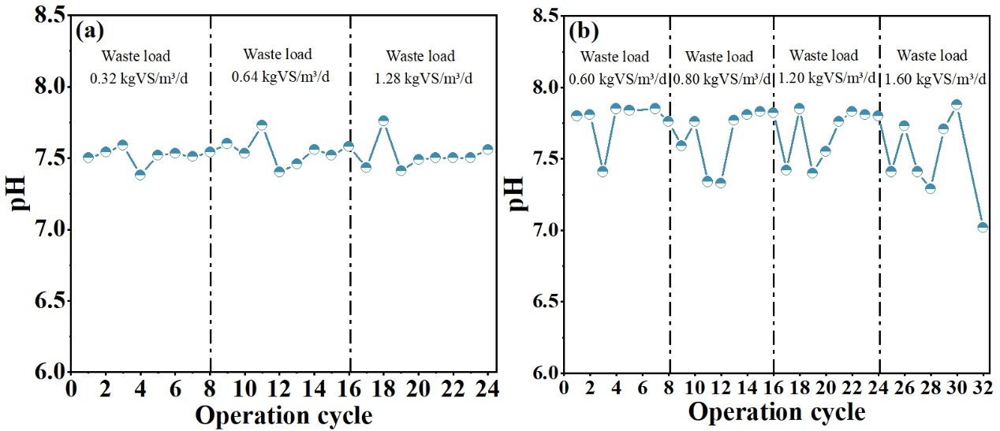 (a)
Waste load
0.32 kgVS/m³/d
Waste load
0.64 kgVS/m³/d
Waste load
1.28 kgVS/m³/d
8.5
8.0
7.5
7.0
6.5
6.0
pH
0 2 4 6 8 10 12 14 16 18 20 22 24
Operation cycle
(b)
Waste load
0.60 kgVS/m³/d
Waste load
0.80 kgVS/m³/d
Waste load
1.20 kgVS/m³/d
Waste load
1.60 kgVS/m³/d
8.5
8.0
7.5
7.0
6.5
6.0
pH
0 2 4 6 8 10 12 14 16 18 20 22 24 26 28 30 32
Operation cycle